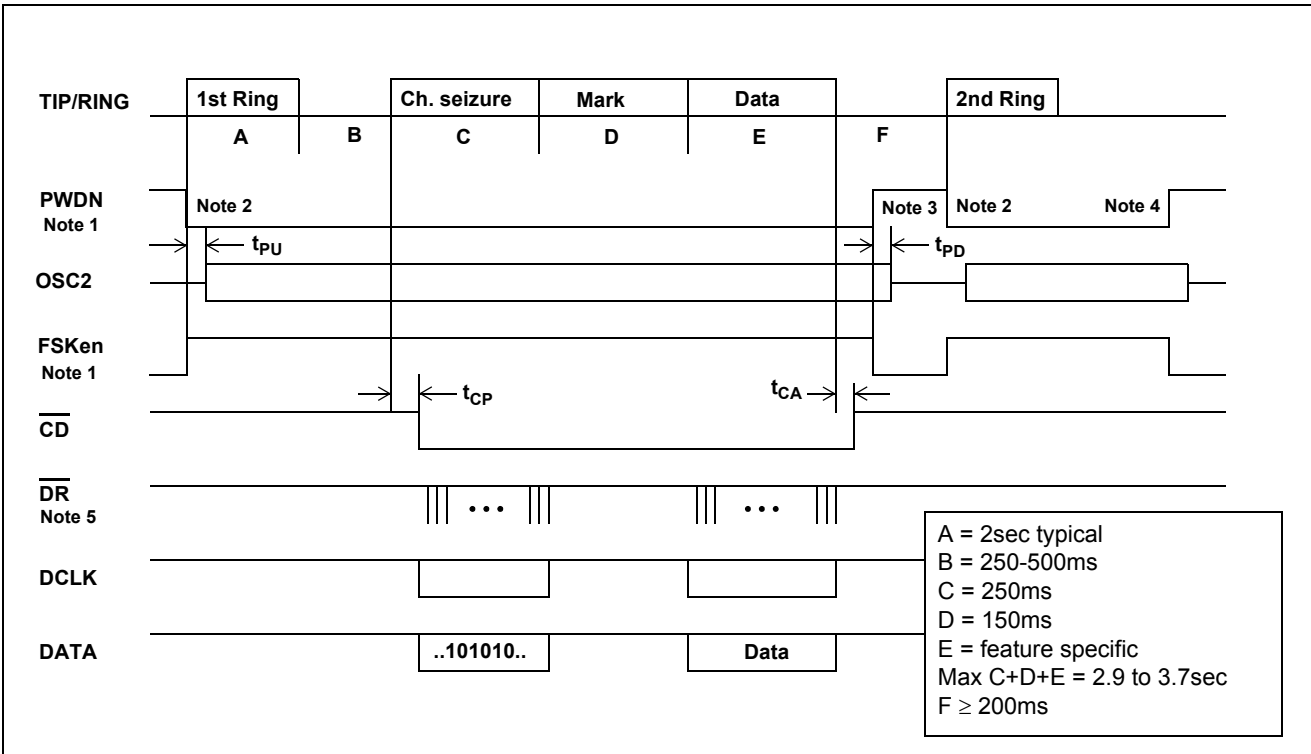 TIP/RING 1st Ring Ch. seizure Mark Data 2nd Ring
A B C D E F
PWDN Note 2 Note 3 Note 2 Note 4
Note 1
tPU tPD
OSC2
FSKen
Note 1
tCP tCA
CD
DR
Note 5
DCLK
DATA ..101010.. Data
A = 2sec typical
B = 250-500ms
C = 250ms
D = 150ms
E = feature specific
Max C+D+E = 2.9 to 3.7sec
F ≥ 200ms